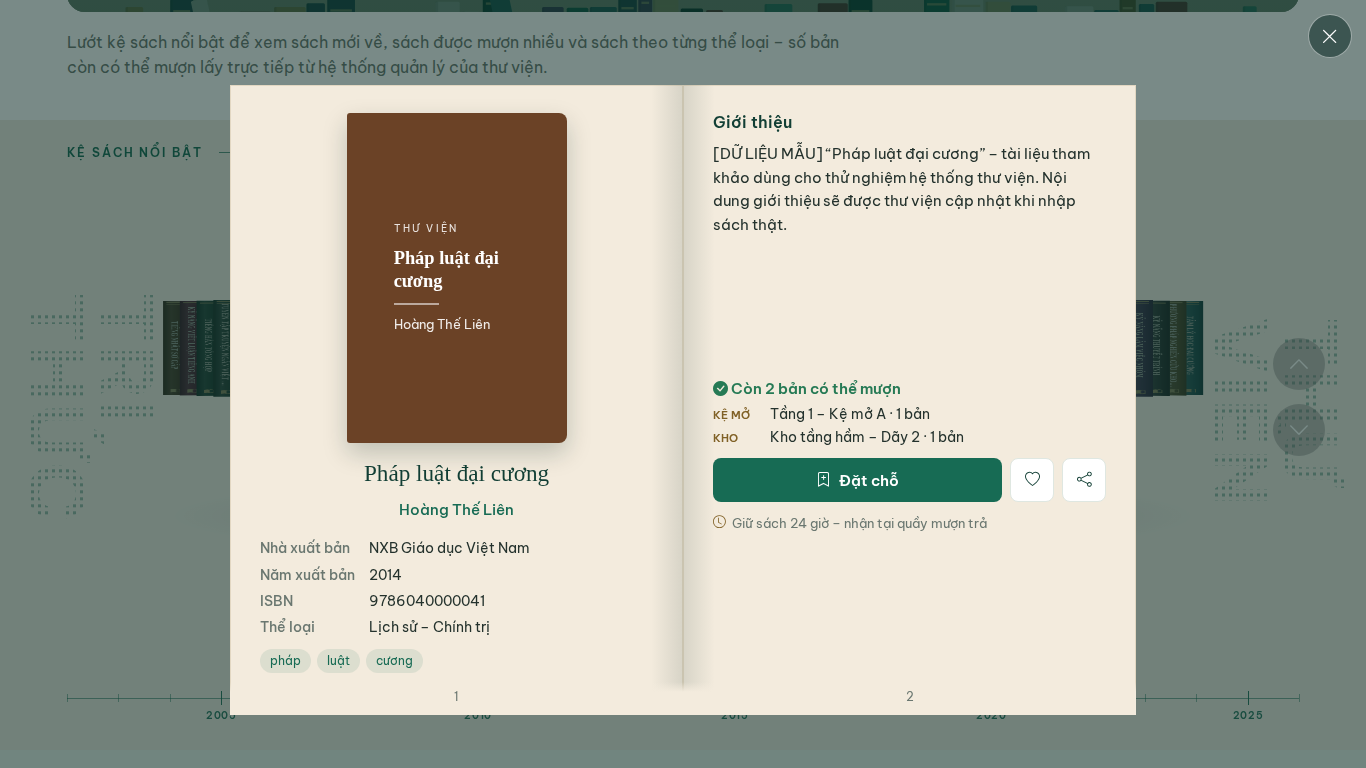 Lướt kệ sách nổi bật để xem sách mới về, sách được mượn nhiều và sách theo từng thể loại – số bản
còn có thể mượn lấy trực tiếp từ hệ thống quản lý của thư viện.
KỆ SÁCH NỔI BẬT
THƯ VIỆN
Pháp luật đại
cương
Hoàng Thế Liên
Pháp luật đại cương
Hoàng Thế Liên
Nhà xuất bản NXB Giáo dục Việt Nam
Năm xuất bản 2014
ISBN 9786040000041
Thể loại Lịch sử – Chính trị
pháp luật cương
1
Giới thiệu
[DỮ LIỆU MẪU] “Pháp luật đại cương” – tài liệu tham
khảo dùng cho thử nghiệm hệ thống thư viện. Nội
dung giới thiệu sẽ được thư viện cập nhật khi nhập
sách thật.
Còn 2 bản có thể mượn
KỆ MỞ Tầng 1 – Kệ mở A · 1 bản
KHO Kho tầng hầm – Dãy 2 · 1 bản
Đặt chỗ
Giữ sách 24 giờ – nhận tại quầy mượn trả
2
2005 2010 2015 2020 2025